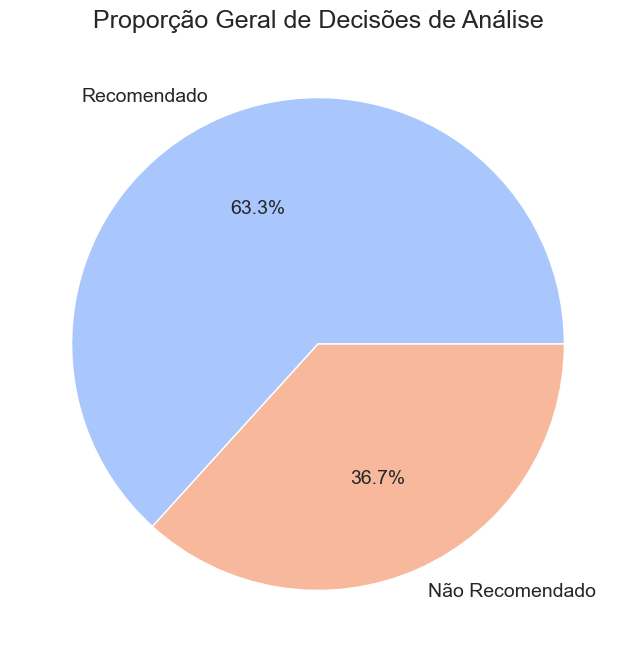 Proporção Geral de Decisões de Análise
Recomendado
63.3%
36.7%
Não Recomendado